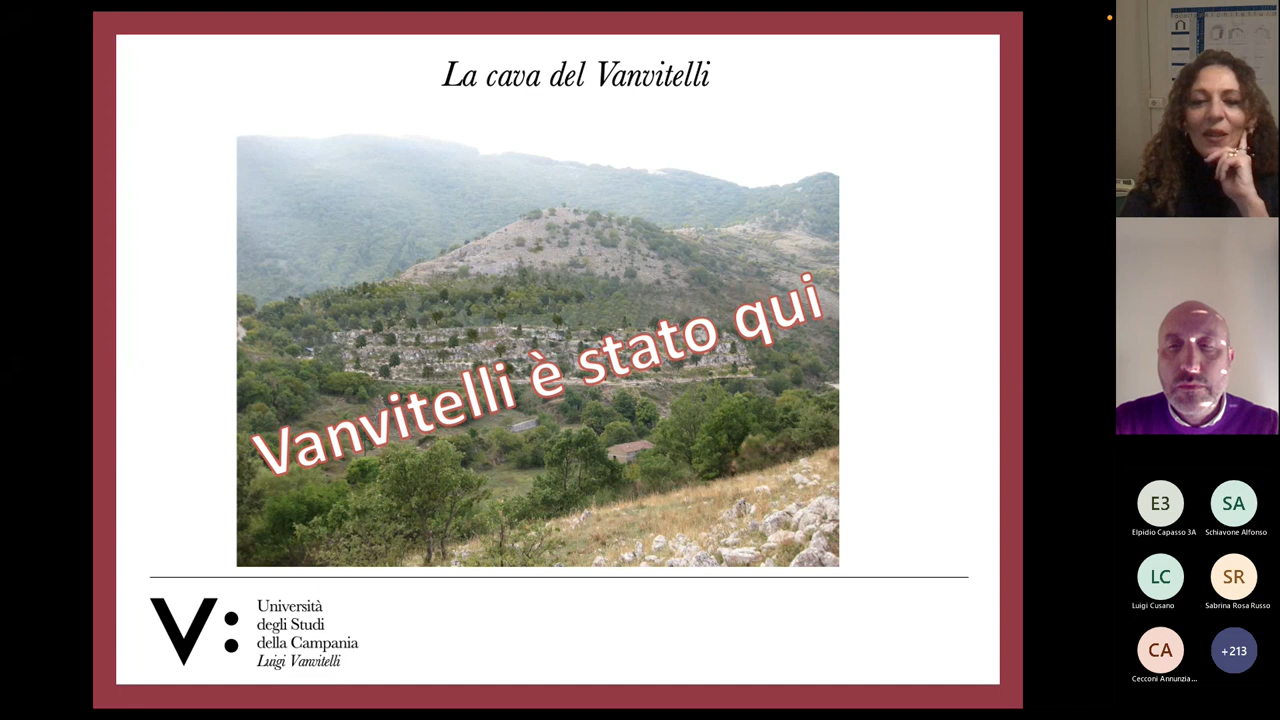 La cava del Vanvitelli
Vanvitelli è stato qui
V:
Università
degli Studi
della Campania
Luigi Vanvitelli
E3
SA
Elpidio Capasso 3A
Schiavone Alfonso
LC
SR
Luigi Cusano
Sabrina Rosa Russo
CA
+213
Cecconi Annunzia...